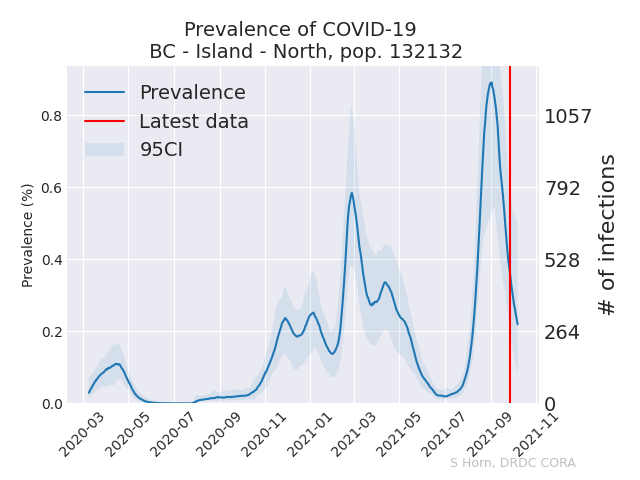 Prevalence of COVID-19
BC - Island - North, pop. 132132
Prevalence
Latest data
95CI
Prevalence (%)
0.8
0.6
0.4
0.2
0.0
1057
792
528
264
0
# of infections
2020-03
2020-05
2020-07
2020-09
2020-11
2021-01
2021-03
2021-05
2021-07
2021-09
2021-11
S Horn, DRDC CORA